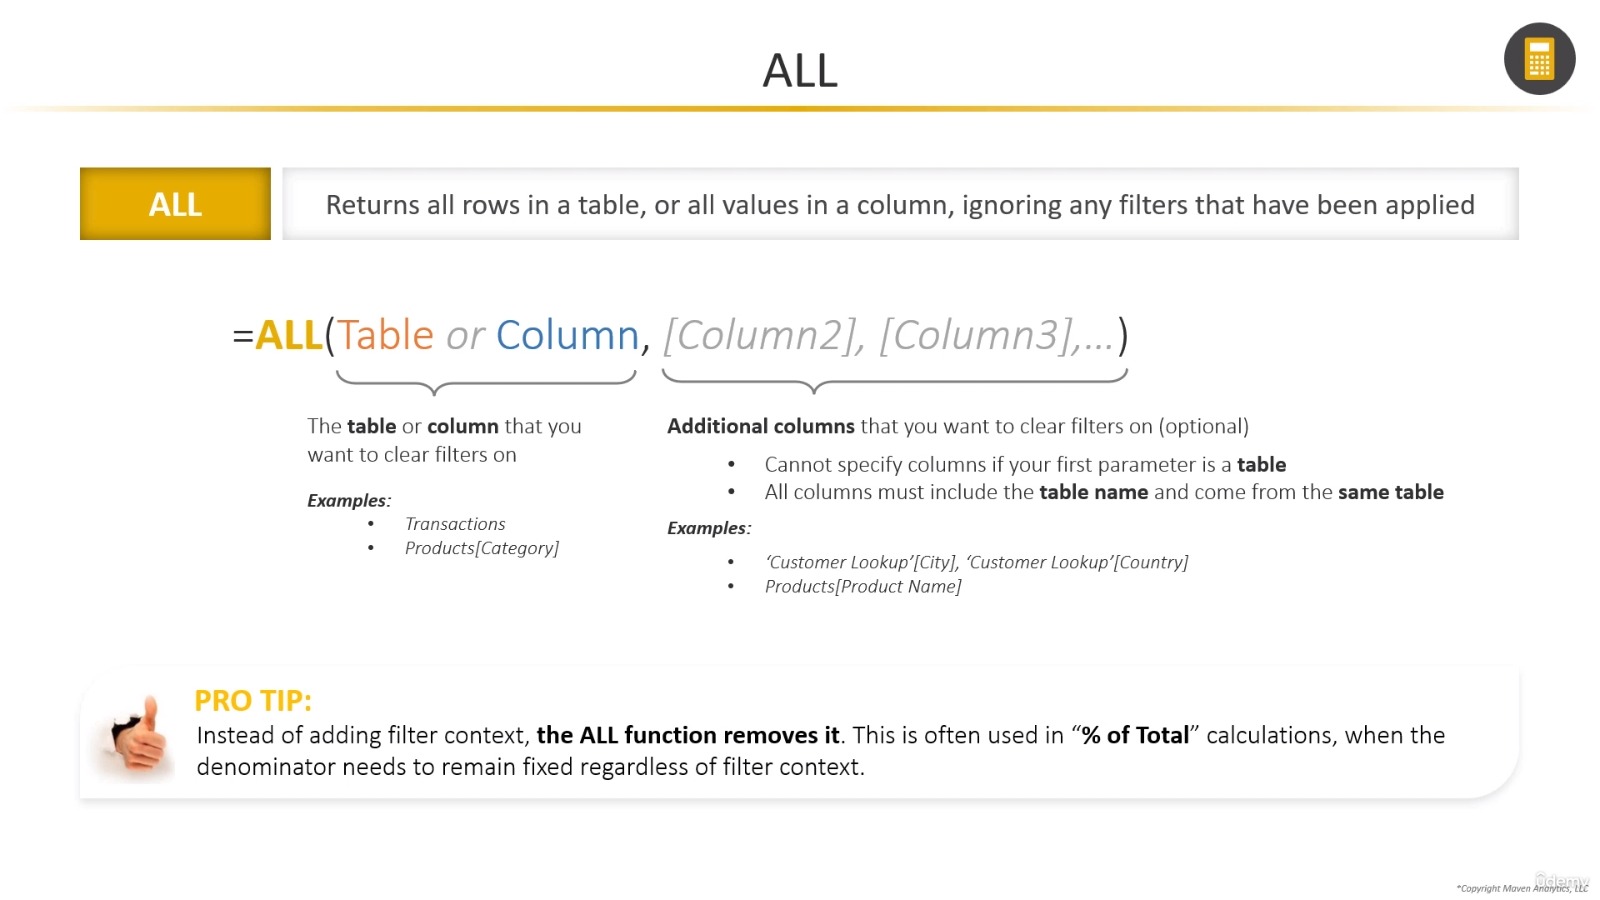 ALL
ALL
Returns all rows in a table, or all values in a column, ignoring any filters that have been applied
=ALL(Table or Column, [Column2], [Column3],...)
The table or column that you
want to clear filters on
Examples:
• Transactions
• Products[Category]
Additional columns that you want to clear filters on (optional)
• Cannot specify columns if your first parameter is a table
• All columns must include the table name and come from the same table
Examples:
• ‘Customer Lookup’[City], ‘Customer Lookup’[Country]
• Products[Product Name]
PRO TIP:
Instead of adding filter context, the ALL function removes it. This is often used in “% of Total” calculations, when the
denominator needs to remain fixed regardless of filter context.
*Copyright Maven Analytics, LLC
ûdemy